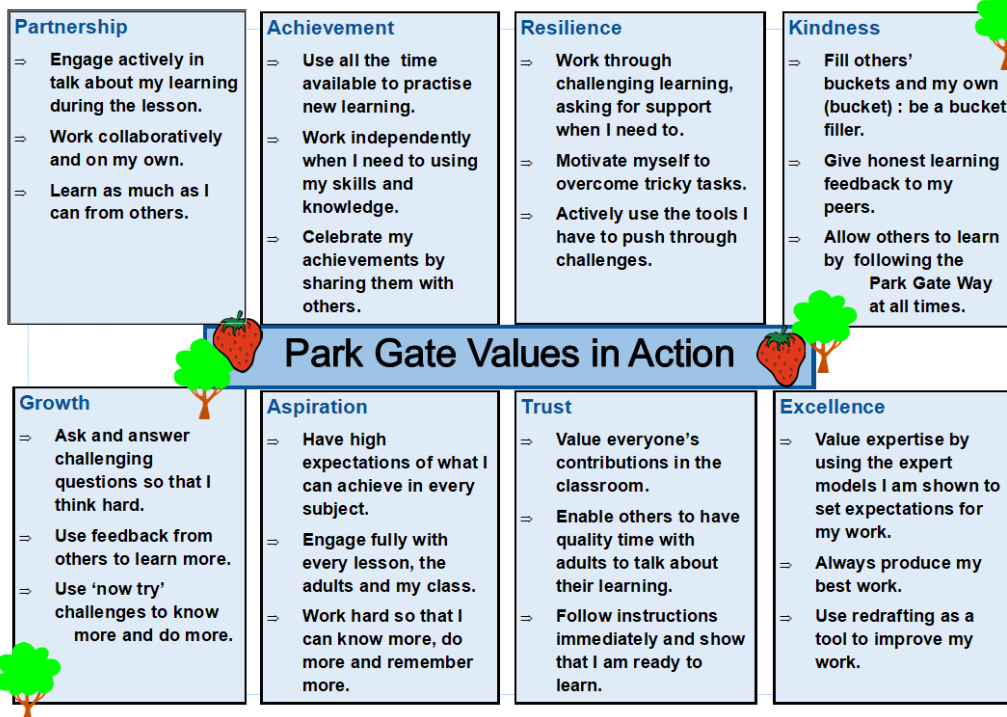 Partnership
⇒ Engage actively in
talk about my learning
during the lesson.
⇒ Work collaboratively
and on my own.
⇒ Learn as much as I
can from others.
Achievement
⇒ Use all the time
available to practise
new learning.
⇒ Work independently
when I need to using
my skills and
knowledge.
⇒ Celebrate my
achievements by
sharing them with
others.
Resilience
⇒ Work through
challenging learning,
asking for support
when I need to.
⇒ Motivate myself to
overcome tricky tasks.
⇒ Actively use the tools I
have to push through
challenges.
Kindness
⇒ Fill others’
buckets and my own
(bucket) : be a bucket
filler.
⇒ Give honest learning
feedback to my
peers.
⇒ Allow others to learn
by following the
Park Gate Way
at all times.
Park Gate Values in Action
Growth
⇒ Ask and answer
challenging
questions so that I
think hard.
⇒ Use feedback from
others to learn more.
⇒ Use ‘now try’
challenges to know
more and do more.
Aspiration
⇒ Have high
expectations of what I
can achieve in every
subject.
⇒ Engage fully with
every lesson, the
adults and my class.
⇒ Work hard so that I
can know more, do
more and remember
more.
Trust
⇒ Value everyone’s
contributions in the
classroom.
⇒ Enable others to have
quality time with
adults to talk about
their learning.
⇒ Follow instructions
immediately and show
that I am ready to
learn.
Excellence
⇒ Value expertise by
using the expert
models I am shown to
set expectations for
my work.
⇒ Always produce my
best work.
⇒ Use redrafting as a
tool to improve my
work.